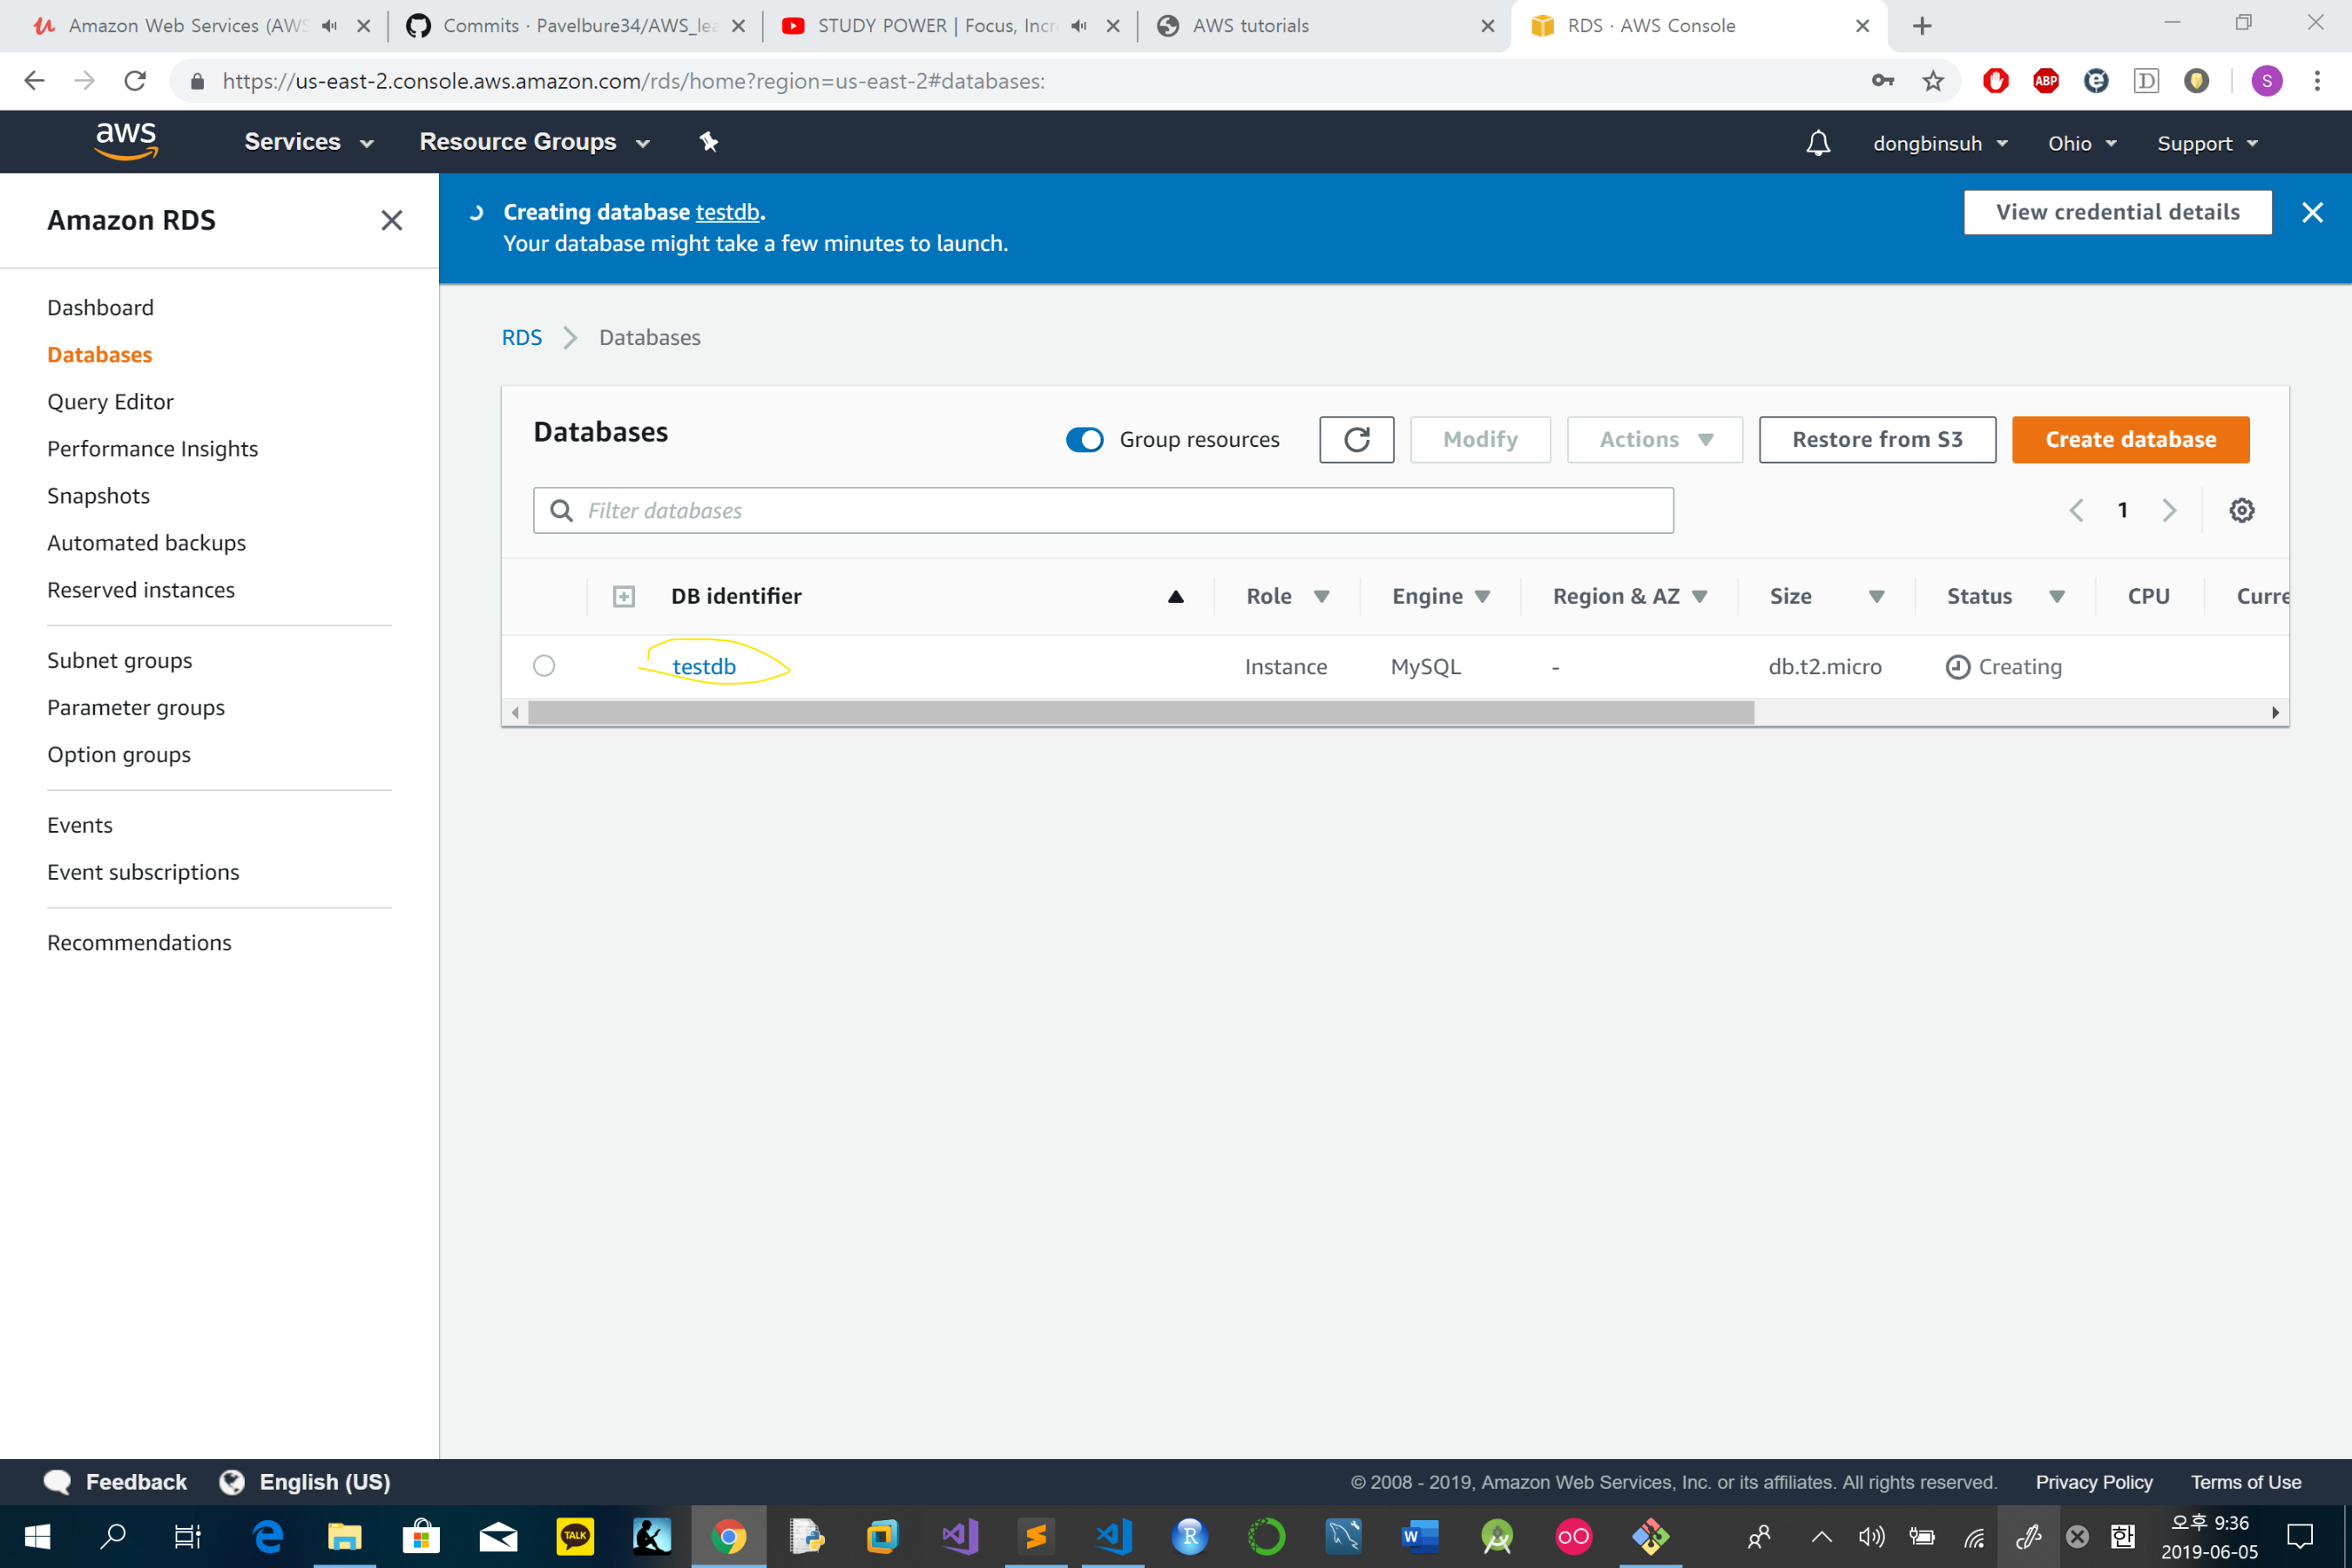 Amazon Web Services (AWS
Commits · Pavelbure34/AWS_lea
STUDY POWER | Focus, Incre
AWS tutorials
RDS · AWS Console
https://us-east-2.console.aws.amazon.com/rds/home?region=us-east-2#databases:
ABP
D
S
aws
Services
Resource Groups
dongbinsuh
Ohio
Support
Amazon RDS
Dashboard
Databases
Query Editor
Performance Insights
Snapshots
Automated backups
Reserved instances
Subnet groups
Parameter groups
Option groups
Events
Event subscriptions
Recommendations
Creating database testdb.
Your database might take a few minutes to launch.
View credential details
RDS
Databases
Databases
Group resources
Modify
Actions
Restore from S3
Create database
Filter databases
1
DB identifier
Role
Engine
Region & AZ
Size
Status
CPU
Curre
testdb
Instance
MySQL
-
db.t2.micro
Creating
Feedback
English (US)
© 2008 - 2019, Amazon Web Services, Inc. or its affiliates. All rights reserved.
Privacy Policy
Terms of Use
TALK
R
W
한
오후 9:36
2019-06-05